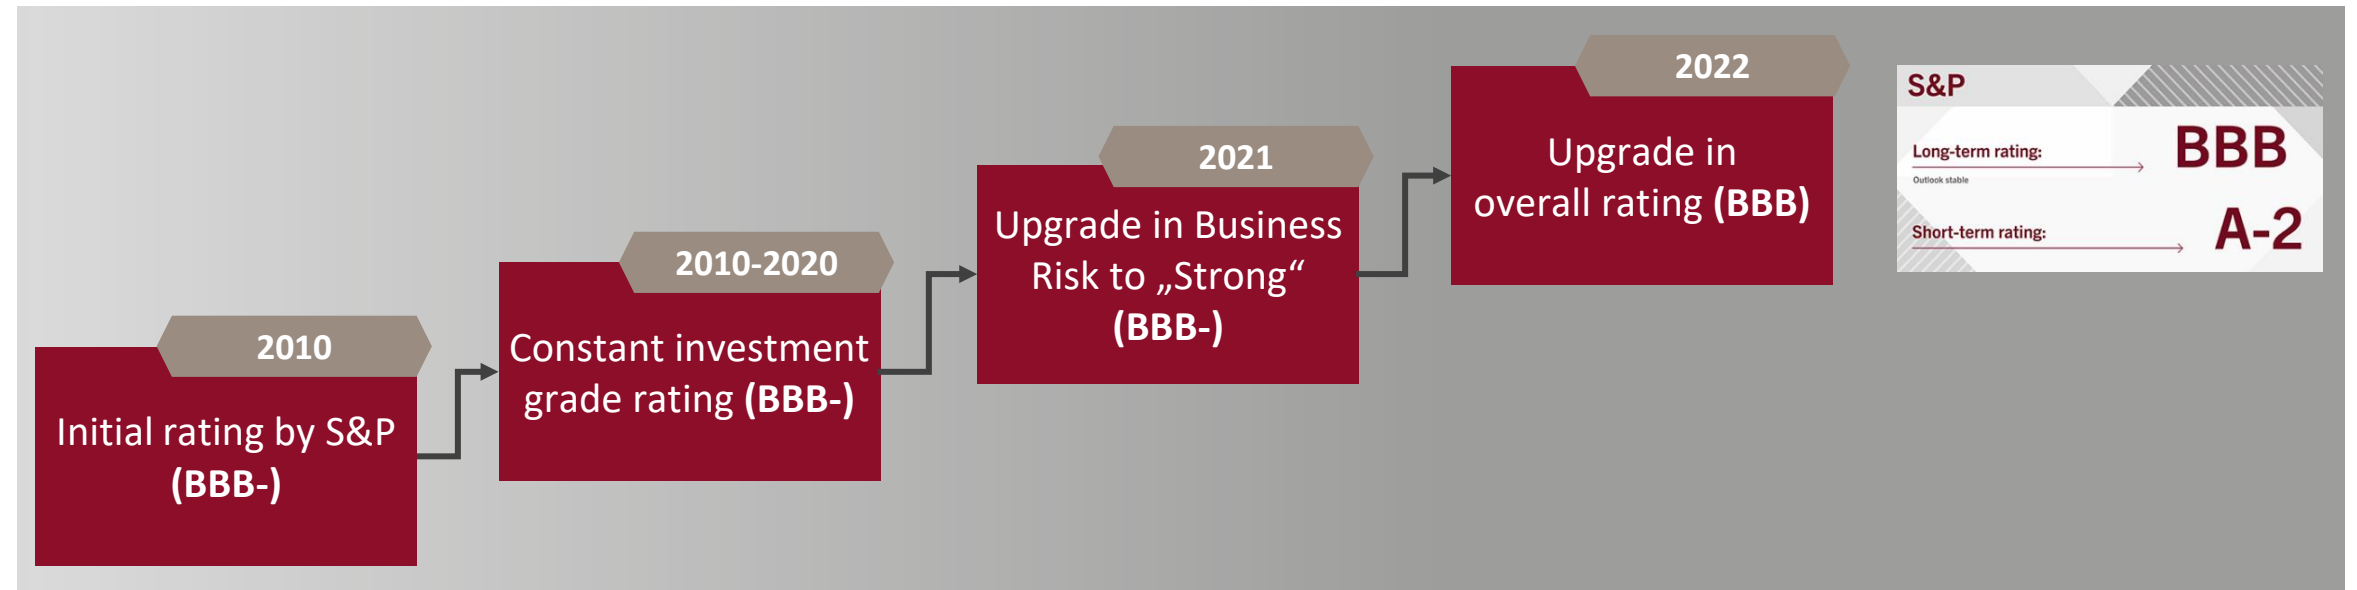 2010
Initial rating by S&P
(BBB-)
2010-2020
Constant investment
grade rating (BBB-)
2021
Upgrade in Business
Risk to „Strong“
(BBB-)
2022
Upgrade in
overall rating (BBB)
S&P
Long-term rating: BBB
Outlook stable
Short-term rating: A-2